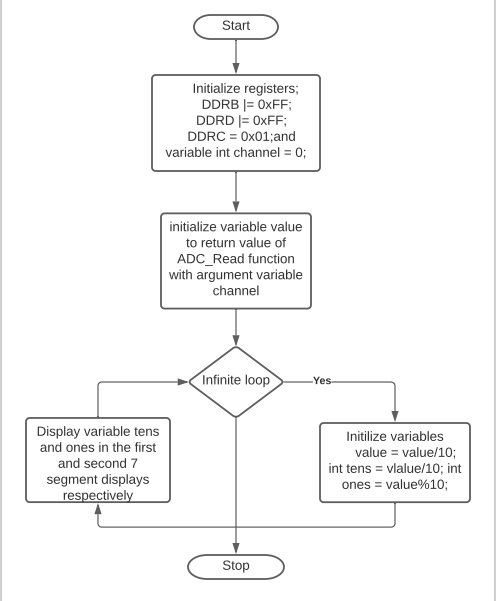 Start
Initialize registers;
DDRB |= 0xFF;
DDRD |= 0xFF;
DDRC = 0x01;and
variable int channel = 0;
initialize variable value
to return value of
ADC_Read function
with argument variable
channel
Infinite loop
Yes
Display variable tens
and ones in the first
and second 7
segment displays
respectively
Initilize variables
value = value/10;
int tens = vlalue/10; int
ones = value%10;
Stop